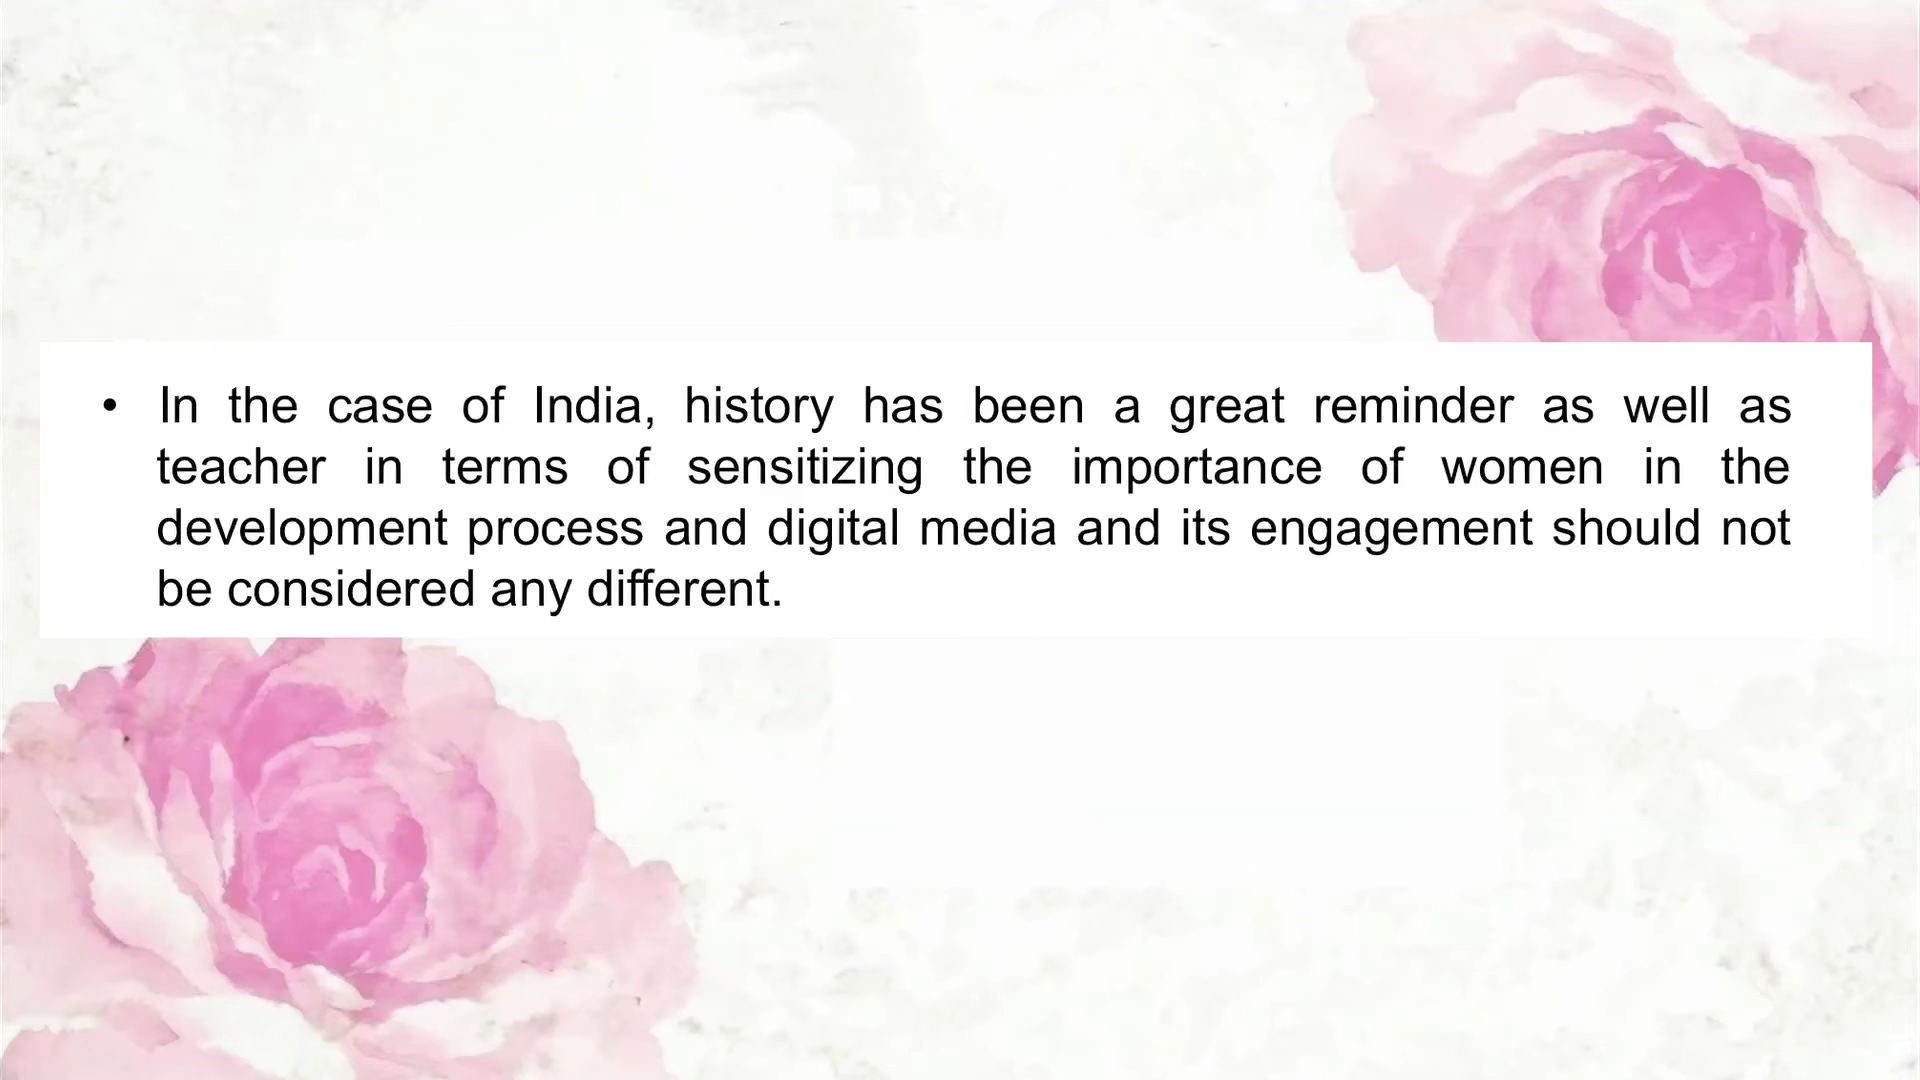 • In the case of India, history has been a great reminder as well as
teacher in terms of sensitizing the importance of women in the
development process and digital media and its engagement should not
be considered any different.